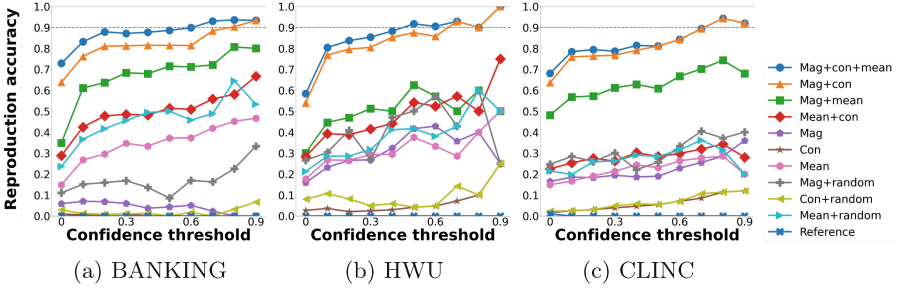 Reproduction accuracy
1.0
0.9
0.8
0.7
0.6
0.5
0.4
0.3
0.2
0.1
0.0
0 0.3 0.6 0.9
Confidence threshold
(a) BANKING
1.0
0.9
0.8
0.7
0.6
0.5
0.4
0.3
0.2
0.1
0.0
0 0.3 0.6 0.9
Confidence threshold
(b) HWU
1.0
0.9
0.8
0.7
0.6
0.5
0.4
0.3
0.2
0.1
0.0
0 0.3 0.6 0.9
Confidence threshold
(c) CLINC
Mag+con+mean
Mag+con
Mag+mean
Mean+con
Mag
Con
Mean
Mag+random
Con+random
Mean+random
Reference